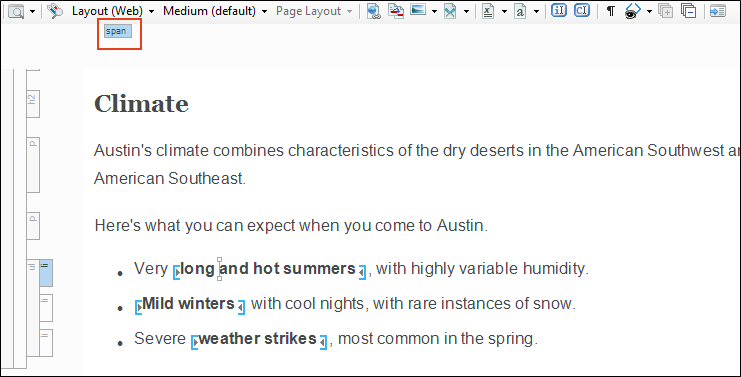 Layout (Web) Medium (default) Page Layout
span
Climate
h2
Austin's climate combines characteristics of the dry deserts in the American Southwest
p
American Southeast.
Here's what you can expect when you come to Austin.
p
• Very long and hot summers, with highly variable humidity.
ul li
• Mild winters with cool nights, with rare instances of snow.
li
• Severe weather strikes, most common in the spring.
li